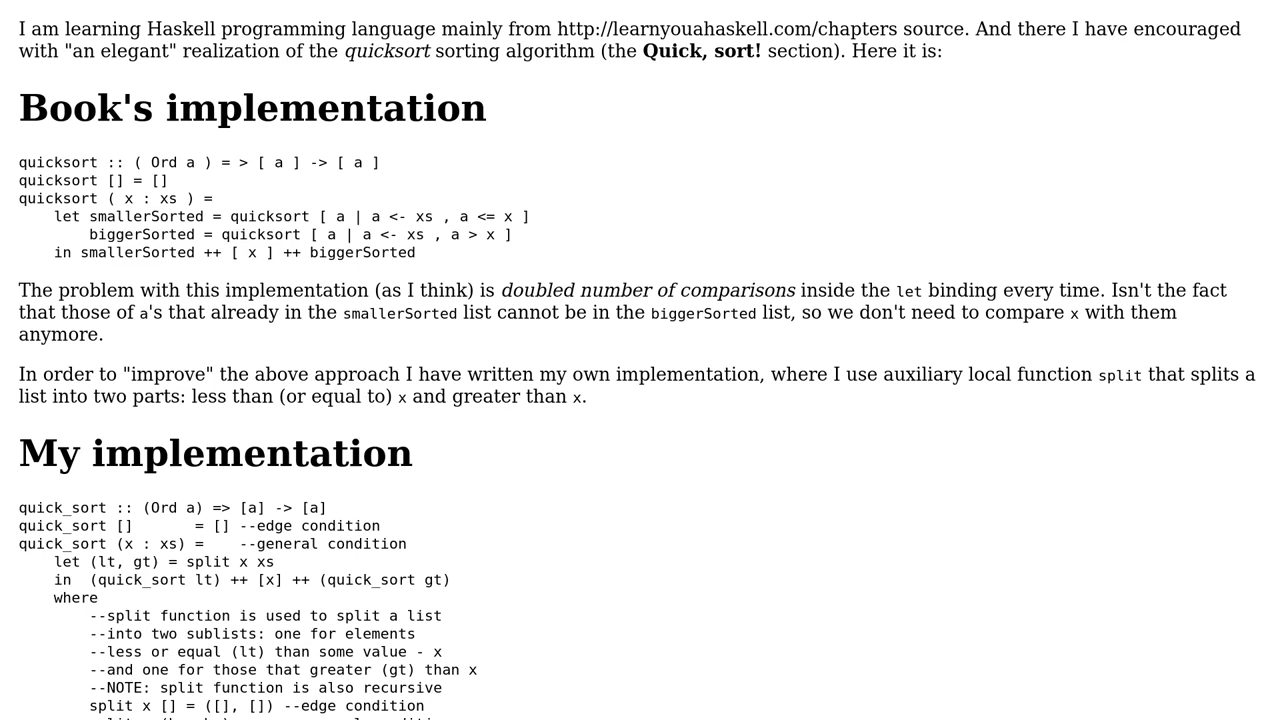 I am learning Haskell programming language mainly from http://learnyouahaskell.com/chapters source. And there I have encouraged
with "an elegant" realization of the quicksort sorting algorithm (the Quick, sort! section). Here it is:
Book's implementation
quicksort :: ( Ord a ) = > [ a ] -> [ a ]
quicksort [] = []
quicksort ( x : xs ) =
    let smallerSorted = quicksort [ a | a <- xs , a <= x ]
        biggerSorted = quicksort [ a | a <- xs , a > x ]
    in smallerSorted ++ [ x ] ++ biggerSorted
The problem with this implementation (as I think) is doubled number of comparisons inside the let binding every time. Isn't the fact
that those of a's that already in the smallerSorted list cannot be in the biggerSorted list, so we don't need to compare x with them
anymore.
In order to "improve" the above approach I have written my own implementation, where I use auxiliary local function split that splits a
list into two parts: less than (or equal to) x and greater than x.
My implementation
quick_sort :: (Ord a) => [a] -> [a]
quick_sort []       = [] --edge condition
quick_sort (x : xs) =    --general condition
    let (lt, gt) = split x xs
    in  (quick_sort lt) ++ [x] ++ (quick_sort gt)
    where
        --split function is used to split a list
        --into two sublists: one for elements
        --less or equal (lt) than some value - x
        --and one for those that greater (gt) than x
        --NOTE: split function is also recursive
        split x [] = ([], []) --edge condition